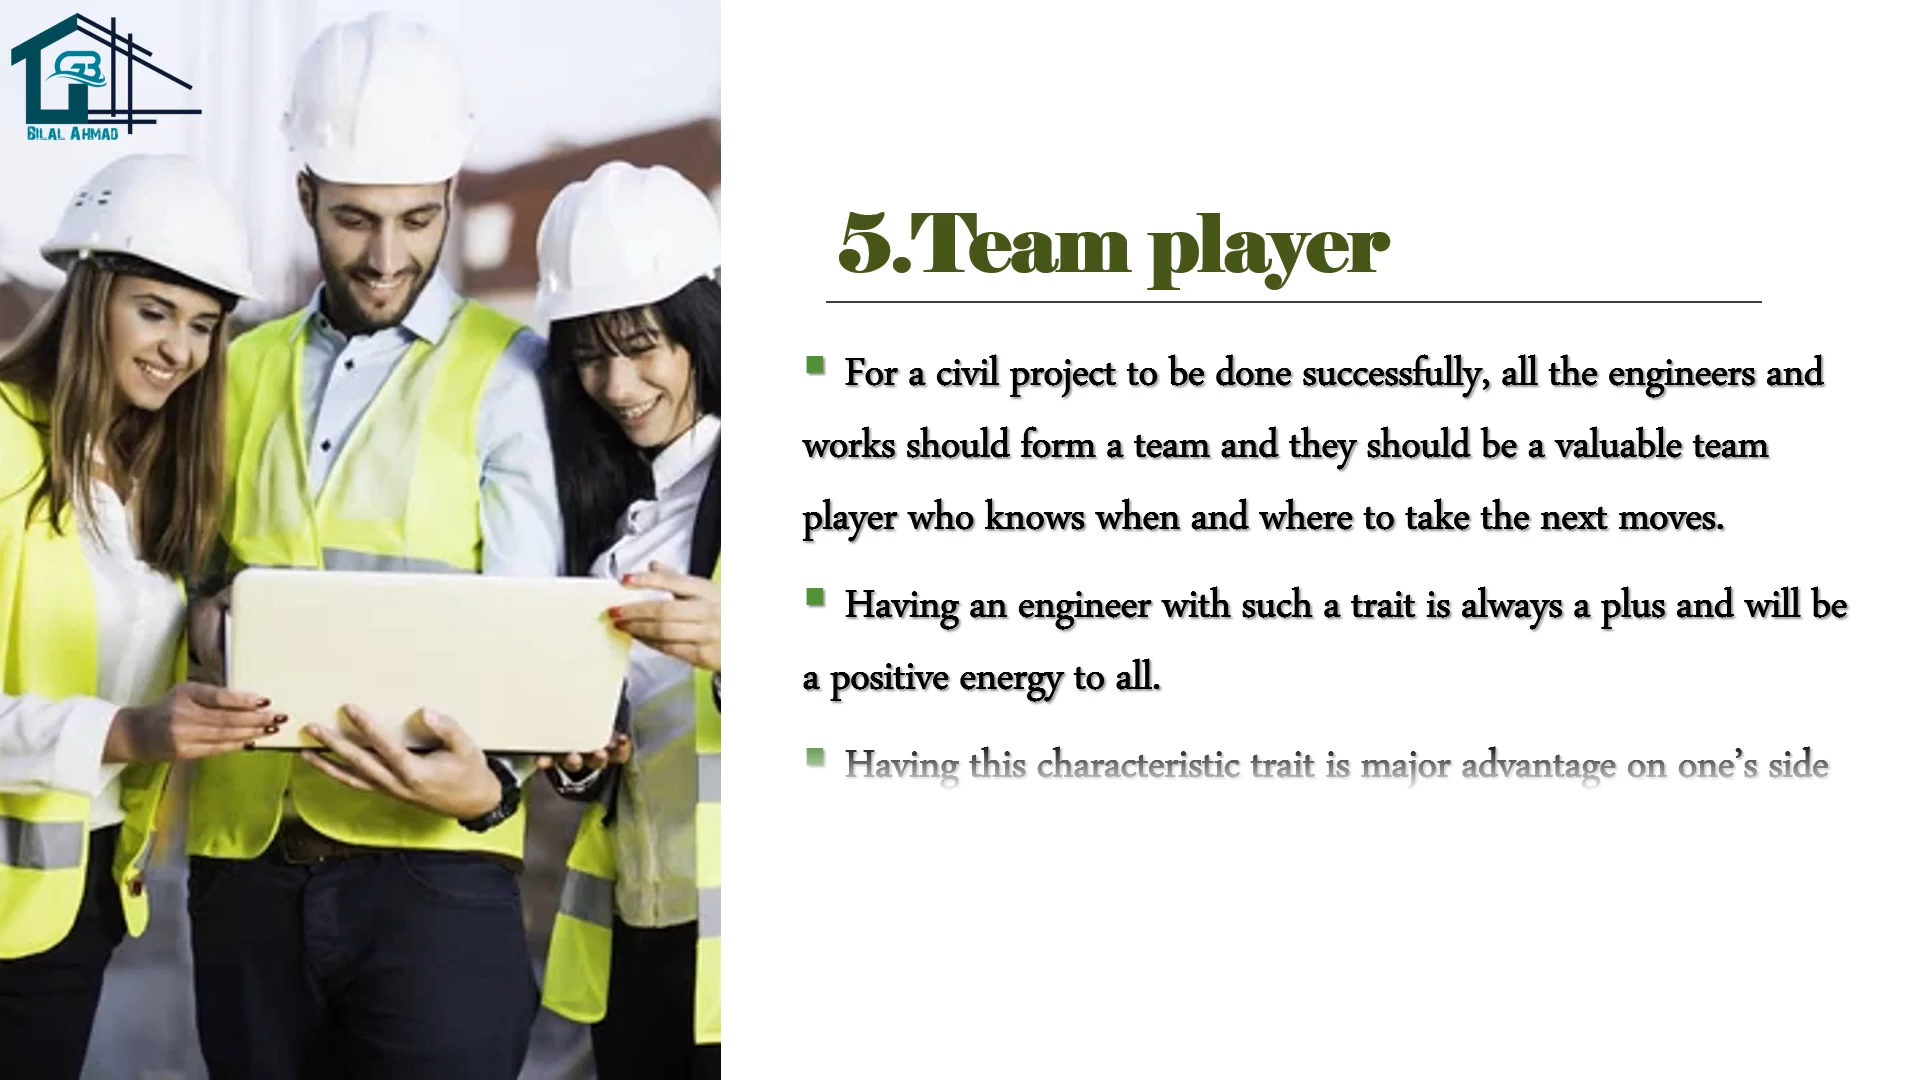 BILAL AHMAD
5.Team player
▪ For a civil project to be done successfully, all the engineers and
works should form a team and they should be a valuable team
player who knows when and where to take the next moves.
▪ Having an engineer with such a trait is always a plus and will be
a positive energy to all.
▪ Having this characteristic trait is major advantage on one’s side